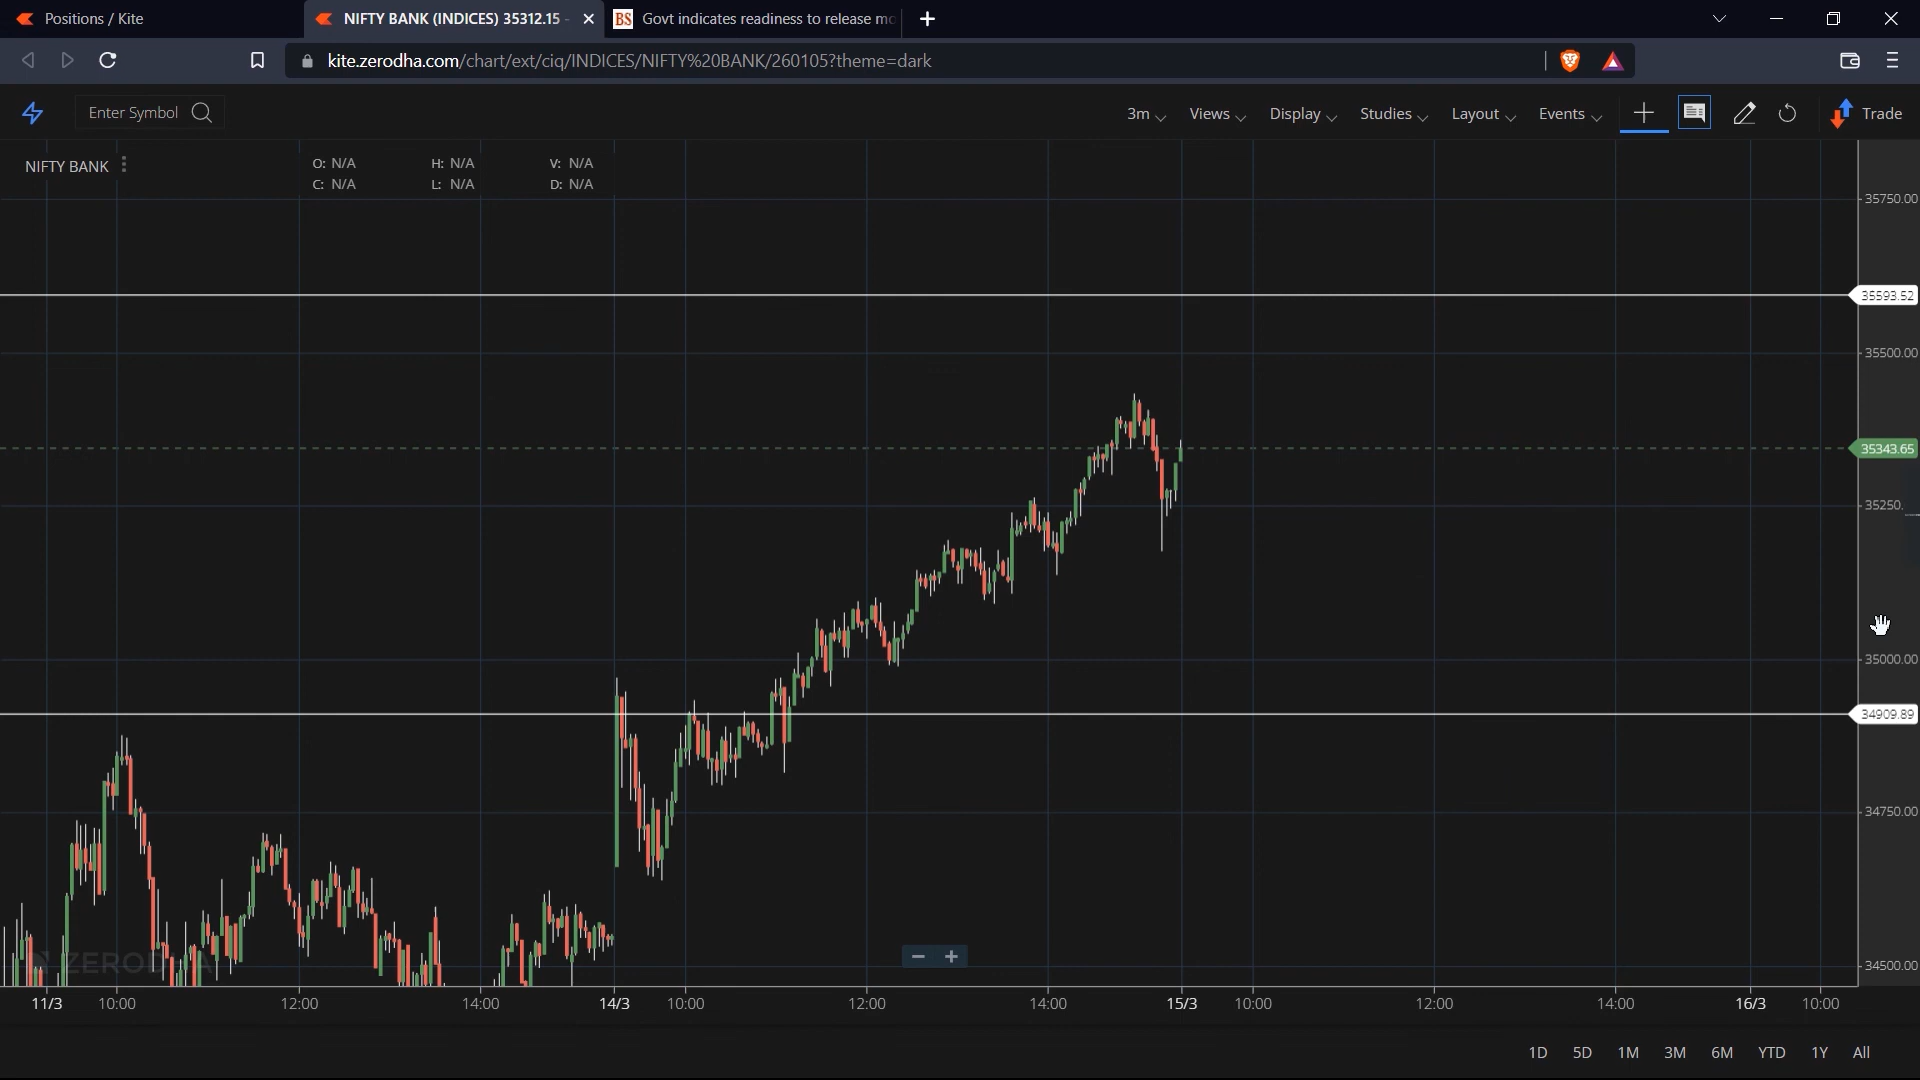 Positions / Kite
NIFTY BANK (INDICES) 35312.15 -
BS Govt indicates readiness to release mo
kite.zerodha.com/chart/ext/ciq/INDICES/NIFTY%20BANK/260105?theme=dark
Enter Symbol
3m Views Display Studies Layout Events Trade
NIFTY BANK
O: N/A H: N/A V: N/A
C: N/A L: N/A D: N/A
35750.00
35593.52
35500.00
35343.65
35250.
35000.00
34909.89
34750.00
34500.00
11/3 10:00 12:00 14:00 14/3 10:00 12:00 14:00 15/3 10:00 12:00 14:00 16/3 10:00
1D 5D 1M 3M 6M YTD 1Y All